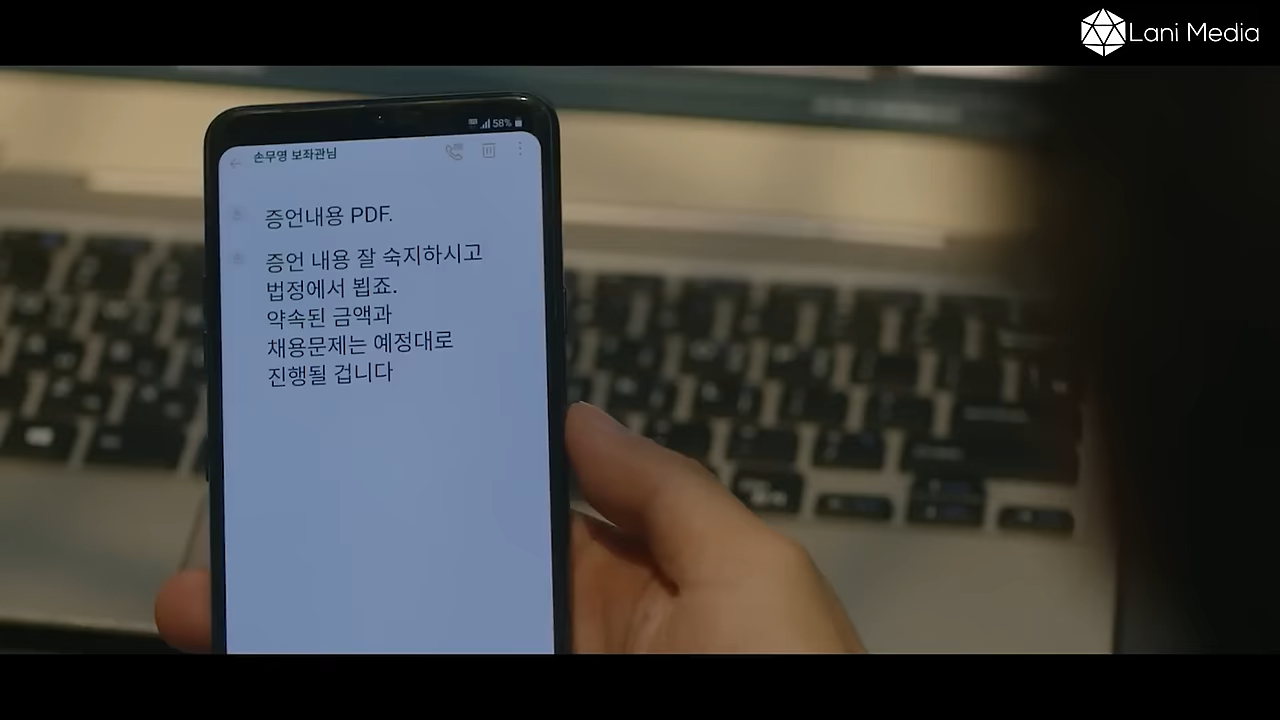 Lani Media
58%
손무영 보좌관님
증언내용 PDF.
증언 내용 잘 숙지하시고
법정에서 뵙죠.
약속된 금액과
채용문제는 예정대로
진행될 겁니다